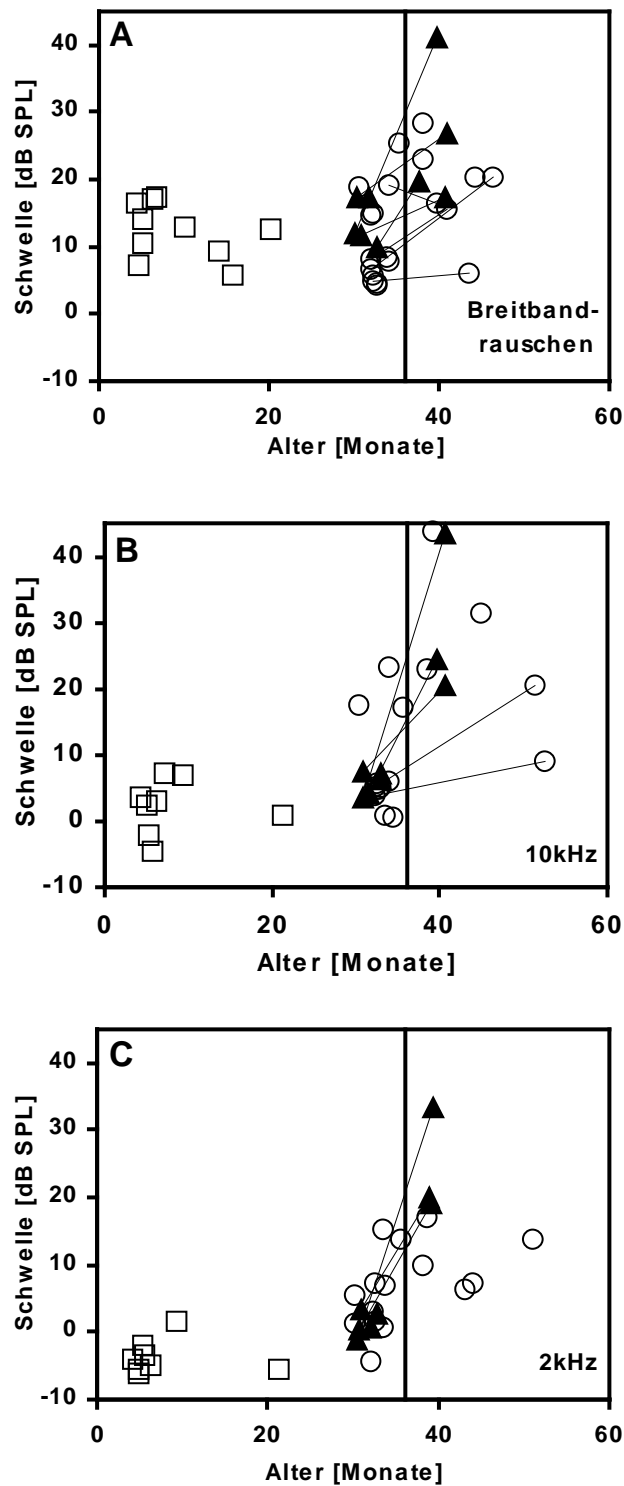 A
40
30
20
10
0
-10
Schwelle [dB SPL]
Breitband-
rauschen
0 20 40 60
Alter [Monate]
B
40
30
20
10
0
-10
Schwelle [dB SPL]
10kHz
0 20 40 60
Alter [Monate]
C
40
30
20
10
0
-10
Schwelle [dB SPL]
2kHz
0 20 40 60
Alter [Monate]